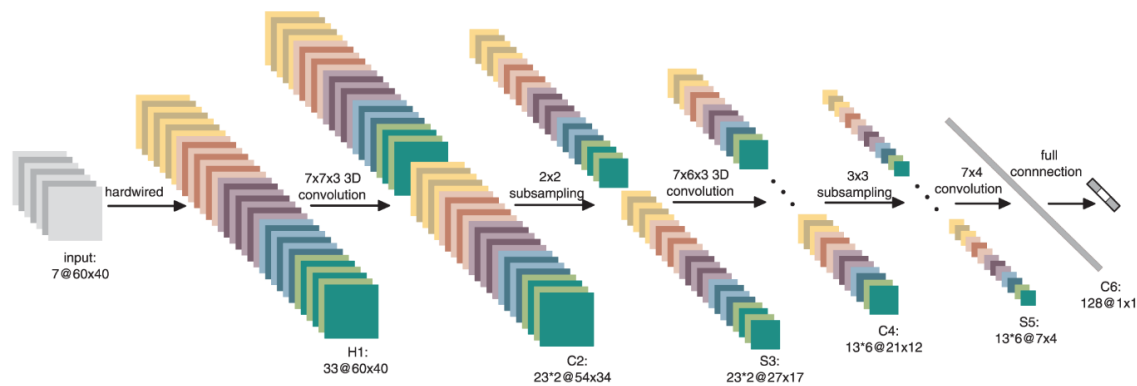 hardwired
7x7x3 3D
convolution
2x2
subsampling
7x6x3 3D
convolution
3x3
subsampling
7x4
convolution
full
connnection
input:
7@60x40
H1:
33@60x40
C2:
23*2@54x34
S3:
23*2@27x17
C4:
13*6@21x12
S5:
13*6@7x4
C6:
128@1x1